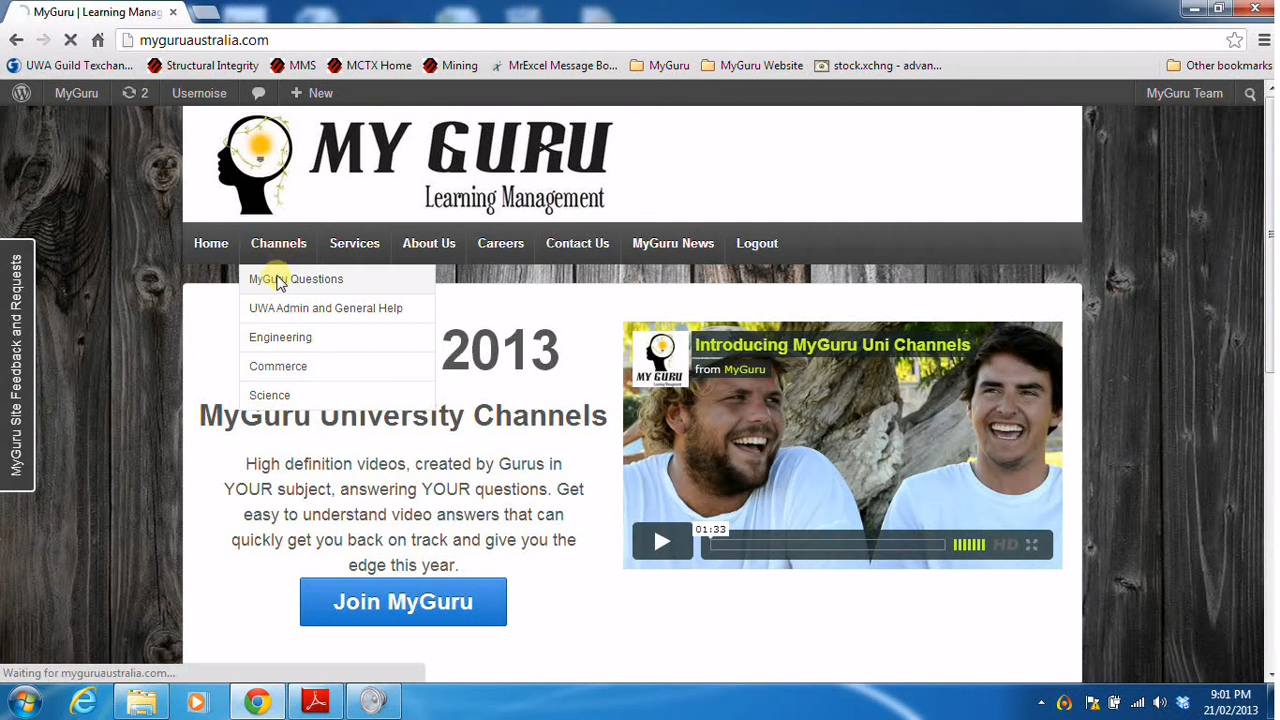 MyGuru | Learning Manag
myguruaustralia.com
UWA Guild Texchan... Structural Integrity MMS MCTX Home Mining MrExcel Message Bo... MyGuru MyGuru Website stock.xchng - advan... Other bookmarks
MyGuru 2 Usernoise New MyGuru Team
MY GURU
Learning Management
Home Channels Services About Us Careers Contact Us MyGuru News Logout
MyGuru Questions
UWA Admin and General Help
Engineering
Commerce
Science
2013
MyGuru University Channels
High definition videos, created by Gurus in
YOUR subject, answering YOUR questions. Get
easy to understand video answers that can
quickly get you back on track and give you the
edge this year.
Join MyGuru
MY GURU
Learning Management
Introducing MyGuru Uni Channels
from MyGuru
01:33
HD
MyGuru Site Feedback and Requests
Waiting for myguruaustralia.com...
9:01 PM
21/02/2013